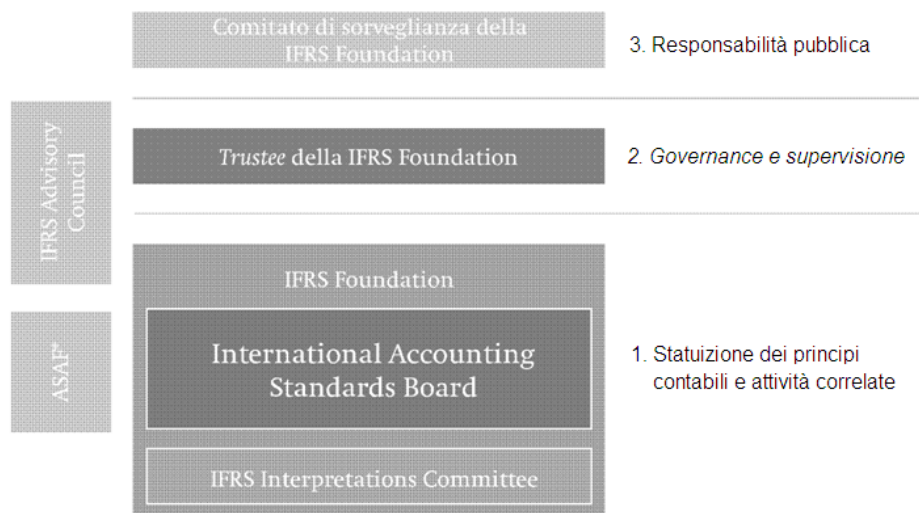 Comitato di sorveglianza della
IFRS Foundation
3. Responsabilità pubblica
IFRS Advisory
Council
Trustee della IFRS Foundation
2. Governance e supervisione
IFRS Foundation
International Accounting
Standards Board
IFRS Interpretations Committee
1. Statuizione dei principi
contabili e attività correlate
ASAF*